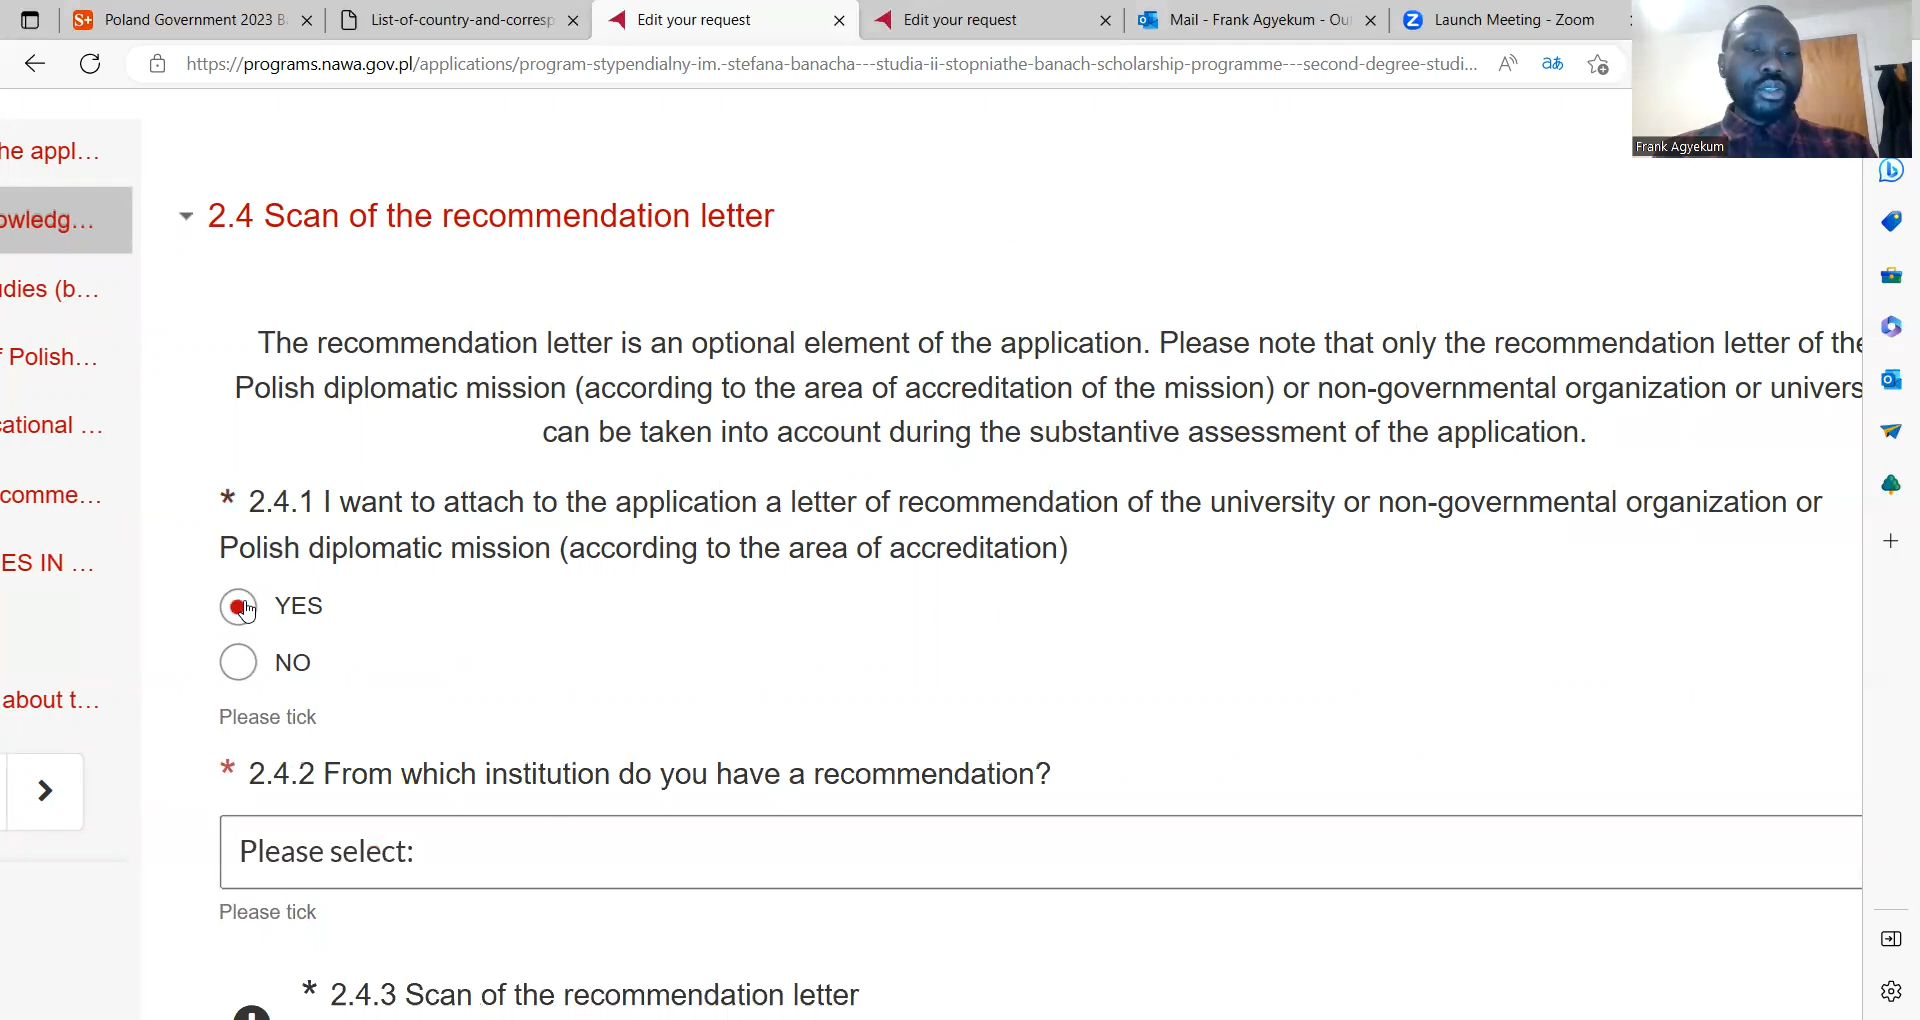 S+ Poland Government 2023 B
List-of-country-and-corresp
Edit your request
Edit your request
Mail - Frank Agyekum - Ou
Launch Meeting - Zoom
https://programs.nawa.gov.pl/applications/program-stypendialny-im.-stefana-banacha---studia-ii-stopniathe-banach-scholarship-programme---second-degree-studi...
Frank Agyekum
he appl...
owledg...
udies (b...
f Polish...
cational ...
comme...
ES IN ...
about t...
2.4 Scan of the recommendation letter
The recommendation letter is an optional element of the application. Please note that only the recommendation letter of the
Polish diplomatic mission (according to the area of accreditation of the mission) or non-governmental organization or univers
can be taken into account during the substantive assessment of the application.
* 2.4.1 I want to attach to the application a letter of recommendation of the university or non-governmental organization or
Polish diplomatic mission (according to the area of accreditation)
YES
NO
Please tick
* 2.4.2 From which institution do you have a recommendation?
Please select:
Please tick
* 2.4.3 Scan of the recommendation letter